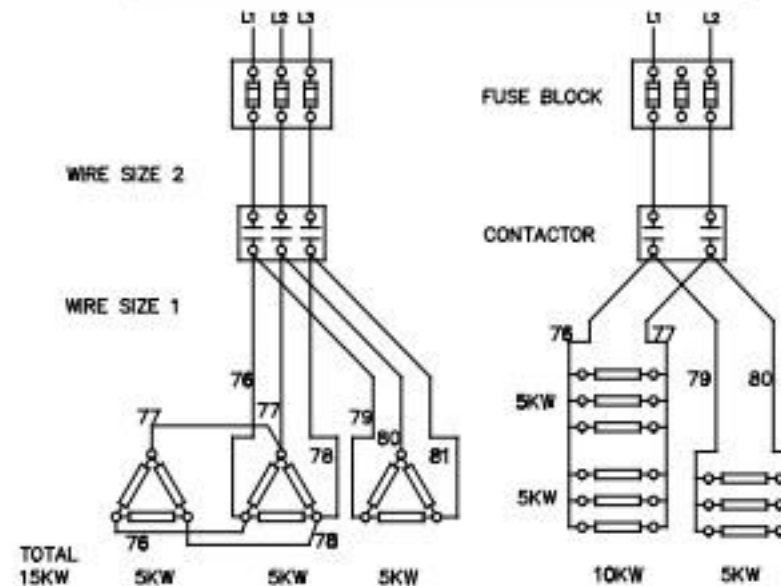 L1 L2 L3 L1 L2
FUSE BLOCK
WIRE SIZE 2
CONTACTOR
WIRE SIZE 1
76 77
76 79 80
5KW
77 77 79
80
78 81
5KW
76 78
TOTAL
15KW 5KW 5KW 5KW 10KW 5KW